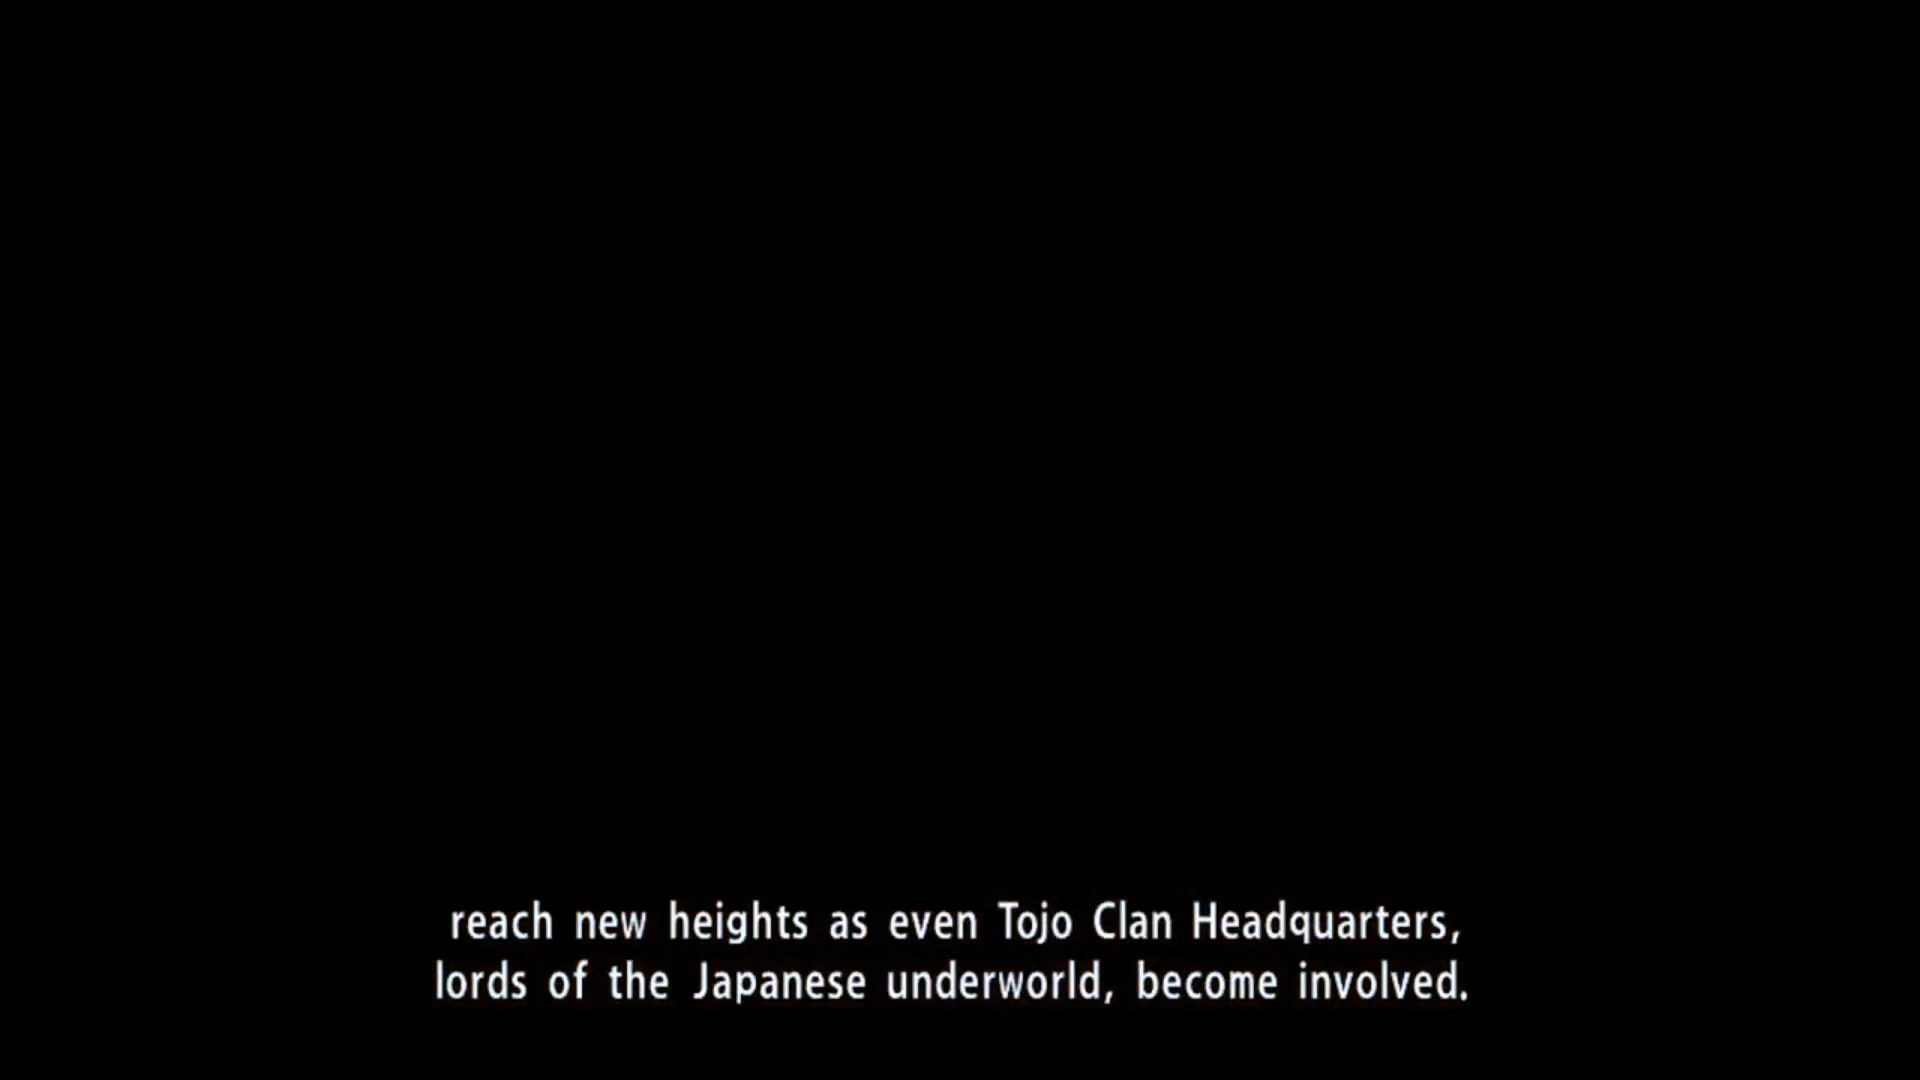 reach new heights as even Tojo Clan Headquarters,
lords of the Japanese underworld, become involved.